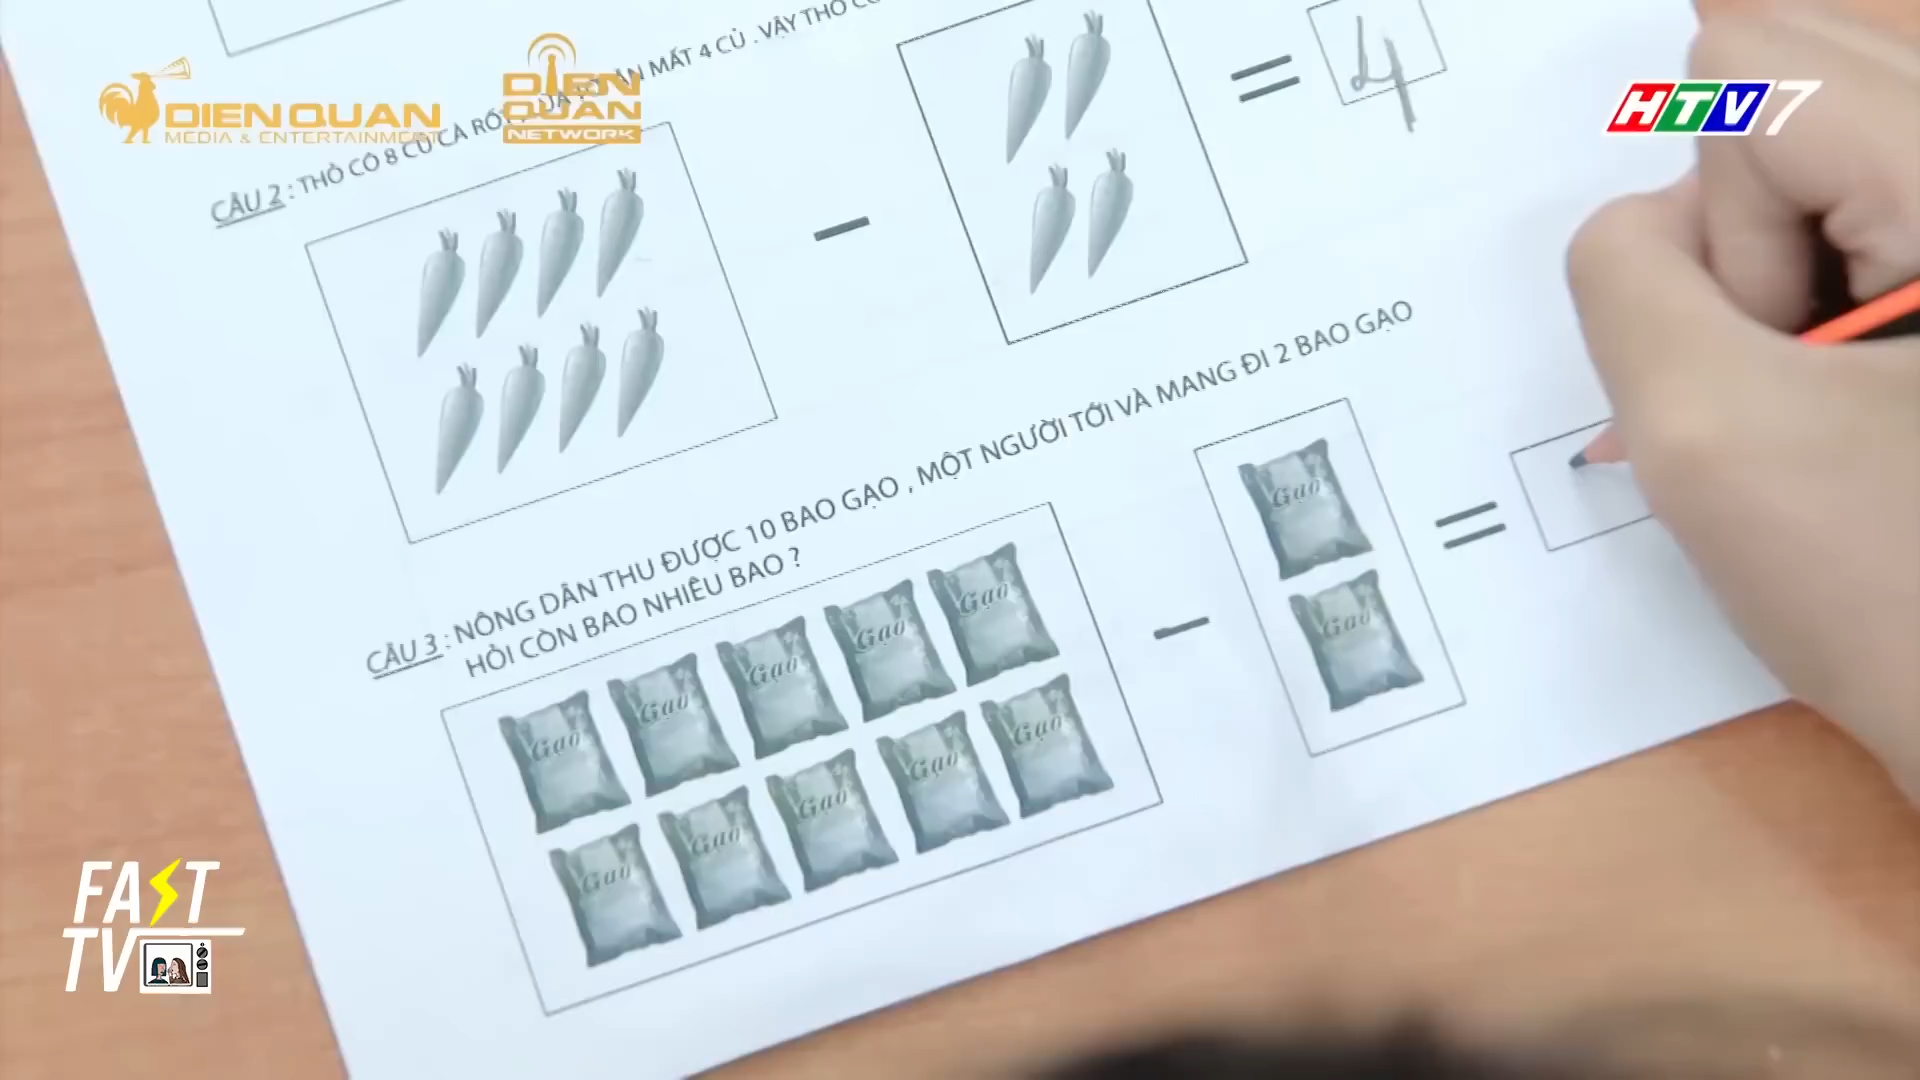 DIEN QUAN
MEDIA & ENTERTAINMENT
DIEN
QUAN
NETWORK
HTV7
CÂU 2 : THỎ CÓ 8 CỦ CÀ RỐT ĂN MẤT 4 CỦ . VẬY THỎ
− = 4
CÂU 3 : NÔNG DÂN THU ĐƯỢC 10 BAO GẠO , MỘT NGƯỜI TỚI VÀ MANG ĐI 2 BAO GẠO
HỎI CÒN BAO NHIÊU BAO ?
Gạo Gạo Gạo Gạo Gạo
Gạo Gạo Gạo Gạo Gạo
−
Gạo
Gạo
=
FAST
TV